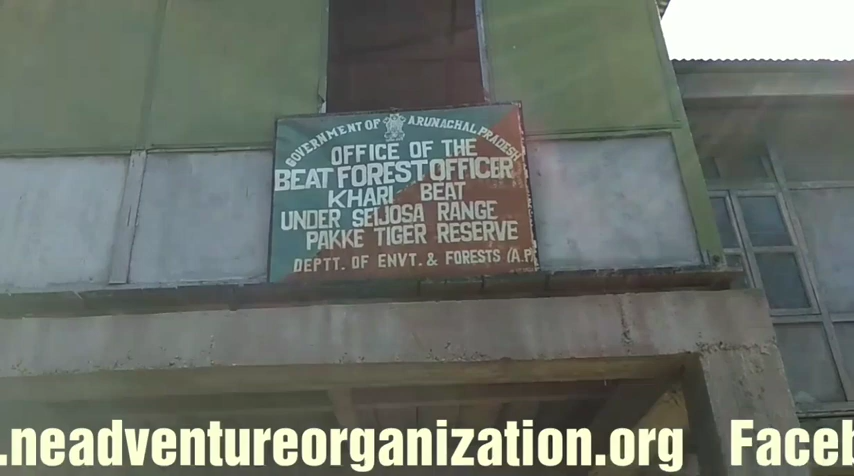 GOVERNMENT OF ARUNACHAL PRADESH
OFFICE OF THE
BEAT FOREST OFFICER
KHARI - BEAT
UNDER SEIJOSA RANGE
PAKKE TIGER RESERVE
DEPTT. OF ENVT. & FORESTS (A.P)
.neadventureorganization.org Faceb